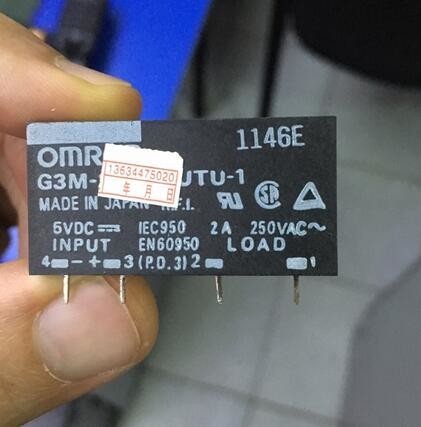 1146E
OMR
13634475020
年 月 日
G3M- UTU-1
MADE IN JAPAN
5VDC IEC950 2A 250VAC~
INPUT EN60950 LOAD
4 - + 3 (P.D.3) 2 1